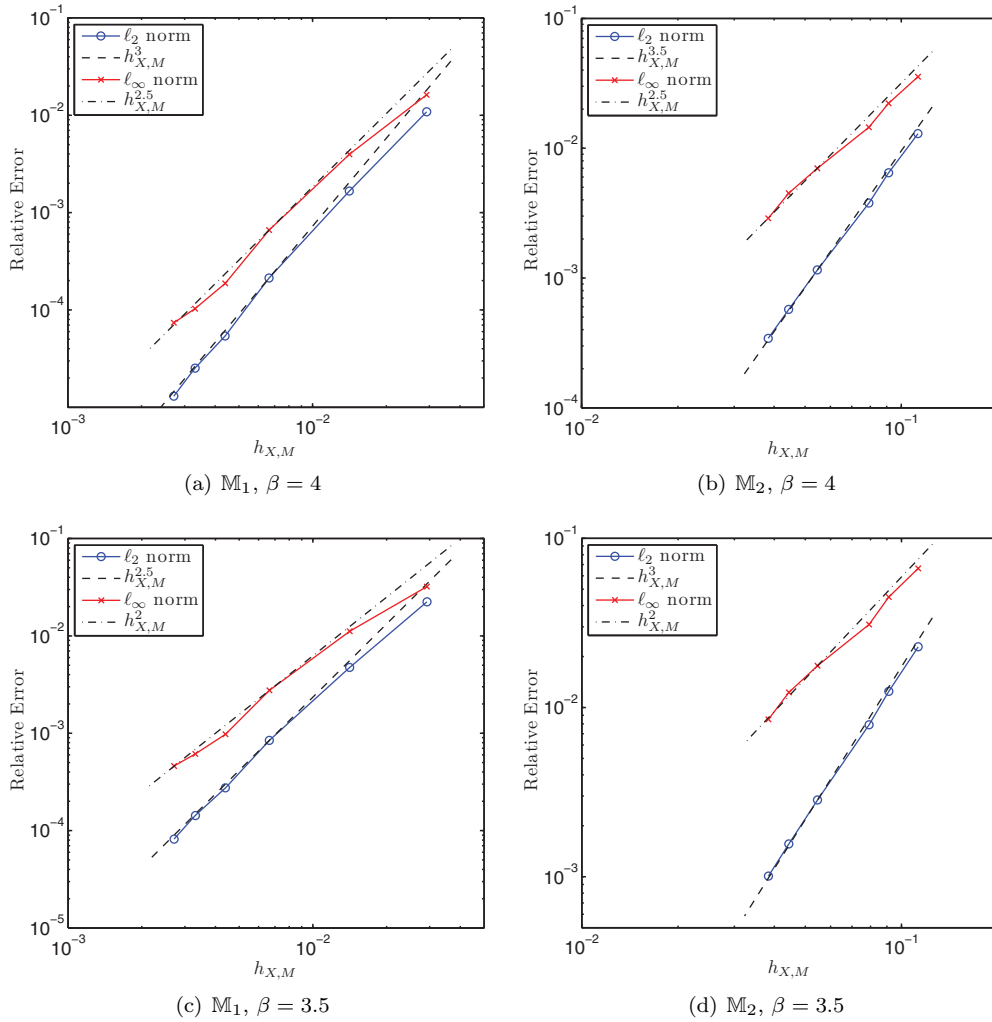 ℓ₂ norm
h³_{X,M}
ℓ∞ norm
h^{2.5}_{X,M}
10⁻¹
10⁻²
10⁻³
10⁻⁴
Relative Error
10⁻³
10⁻²
h_{X,M}
(a) 𝕄₁, β = 4
ℓ₂ norm
h^{3.5}_{X,M}
ℓ∞ norm
h^{2.5}_{X,M}
10⁻¹
10⁻²
10⁻³
10⁻⁴
Relative Error
10⁻²
10⁻¹
h_{X,M}
(b) 𝕄₂, β = 4
ℓ₂ norm
h^{2.5}_{X,M}
ℓ∞ norm
h²_{X,M}
10⁻¹
10⁻²
10⁻³
10⁻⁴
10⁻⁵
Relative Error
10⁻³
10⁻²
h_{X,M}
(c) 𝕄₁, β = 3.5
ℓ₂ norm
h³_{X,M}
ℓ∞ norm
h²_{X,M}
10⁻¹
10⁻²
10⁻³
Relative Error
10⁻²
10⁻¹
h_{X,M}
(d) 𝕄₂, β = 3.5